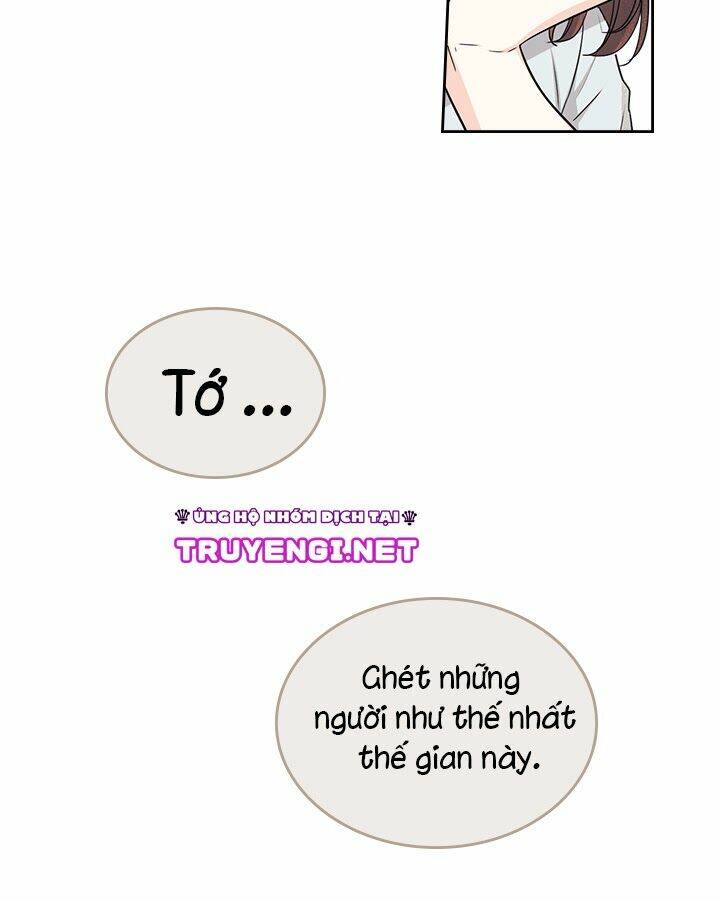 Tớ ...
ỦNG HỘ NHÓM DỊCH TẠI
TRUYENGI.NET
Ghét những
người như thế nhất
thế gian này.